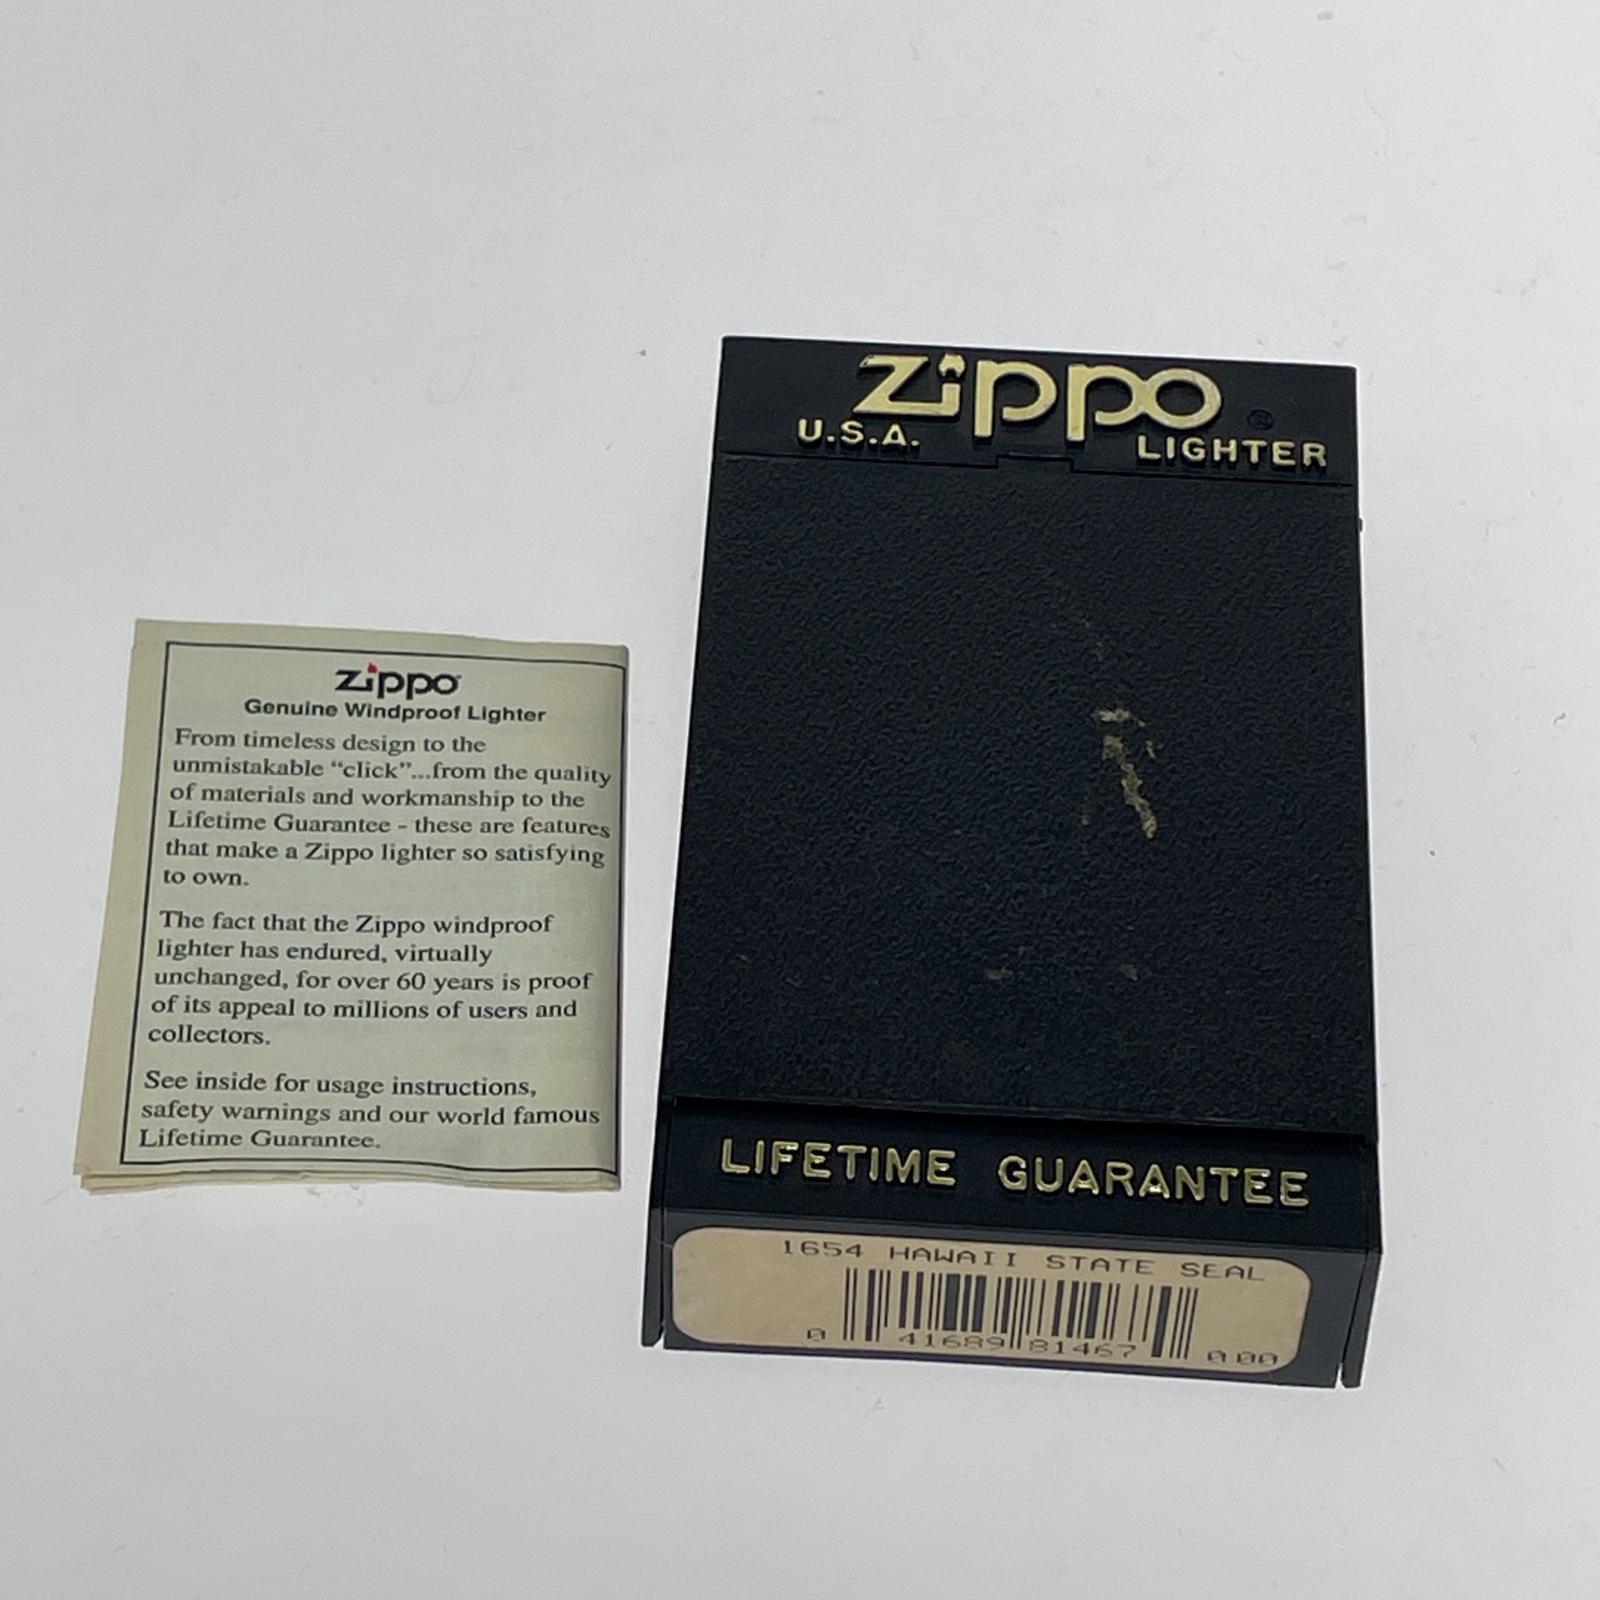 Zippo
Genuine Windproof Lighter
From timeless design to the
unmistakable “click”...from the quality
of materials and workmanship to the
Lifetime Guarantee - these are features
that make a Zippo lighter so satisfying
to own.
The fact that the Zippo windproof
lighter has endured, virtually
unchanged, for over 60 years is proof
of its appeal to millions of users and
collectors.
See inside for usage instructions,
safety warnings and our world famous
Lifetime Guarantee.
Zippo ®
U.S.A. LIGHTER
LIFETIME GUARANTEE
1654 HAWAII STATE SEAL
0 41689 81467 0 00